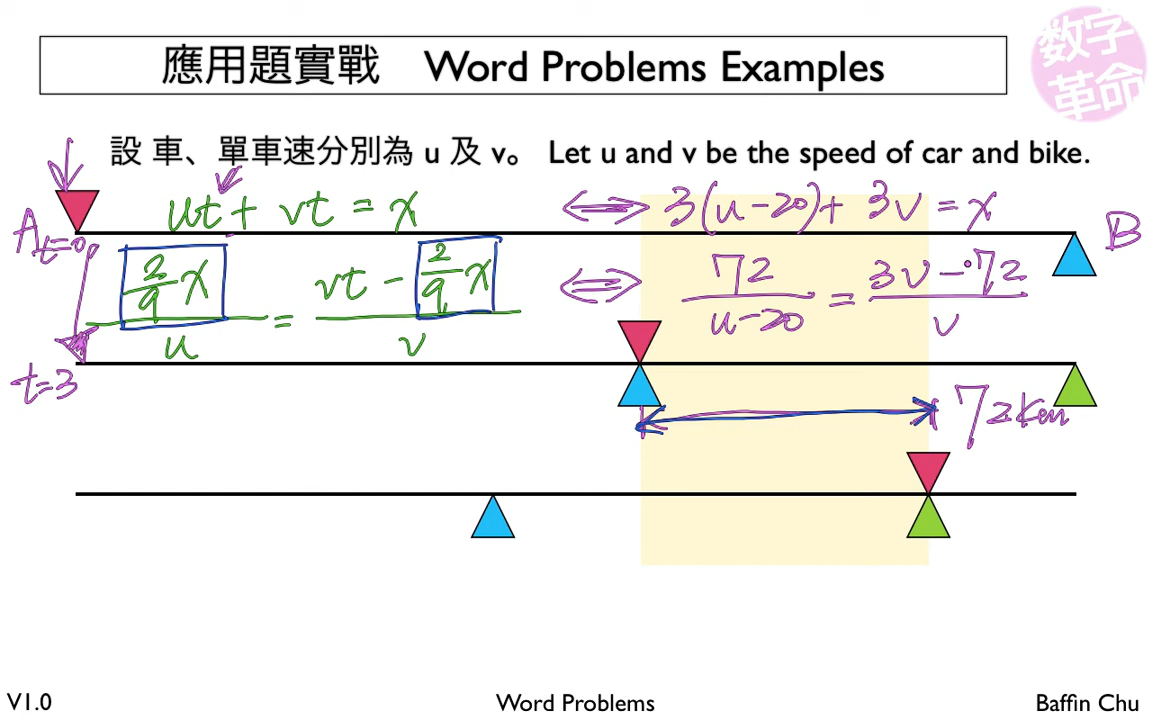 数字
革命
應用題實戰 Word Problems Examples
設 車、單車速分別為 u 及 v。 Let u and v be the speed of car and bike.
ut + vt = x ⟺ 3(u-20) + 3v = x
A B
t=0
2/9 x / u = vt - 2/9 x / v ⟺ 72 / u-20 = 3v - 72 / v
t=3
72km
V1.0 Word Problems Baffin Chu